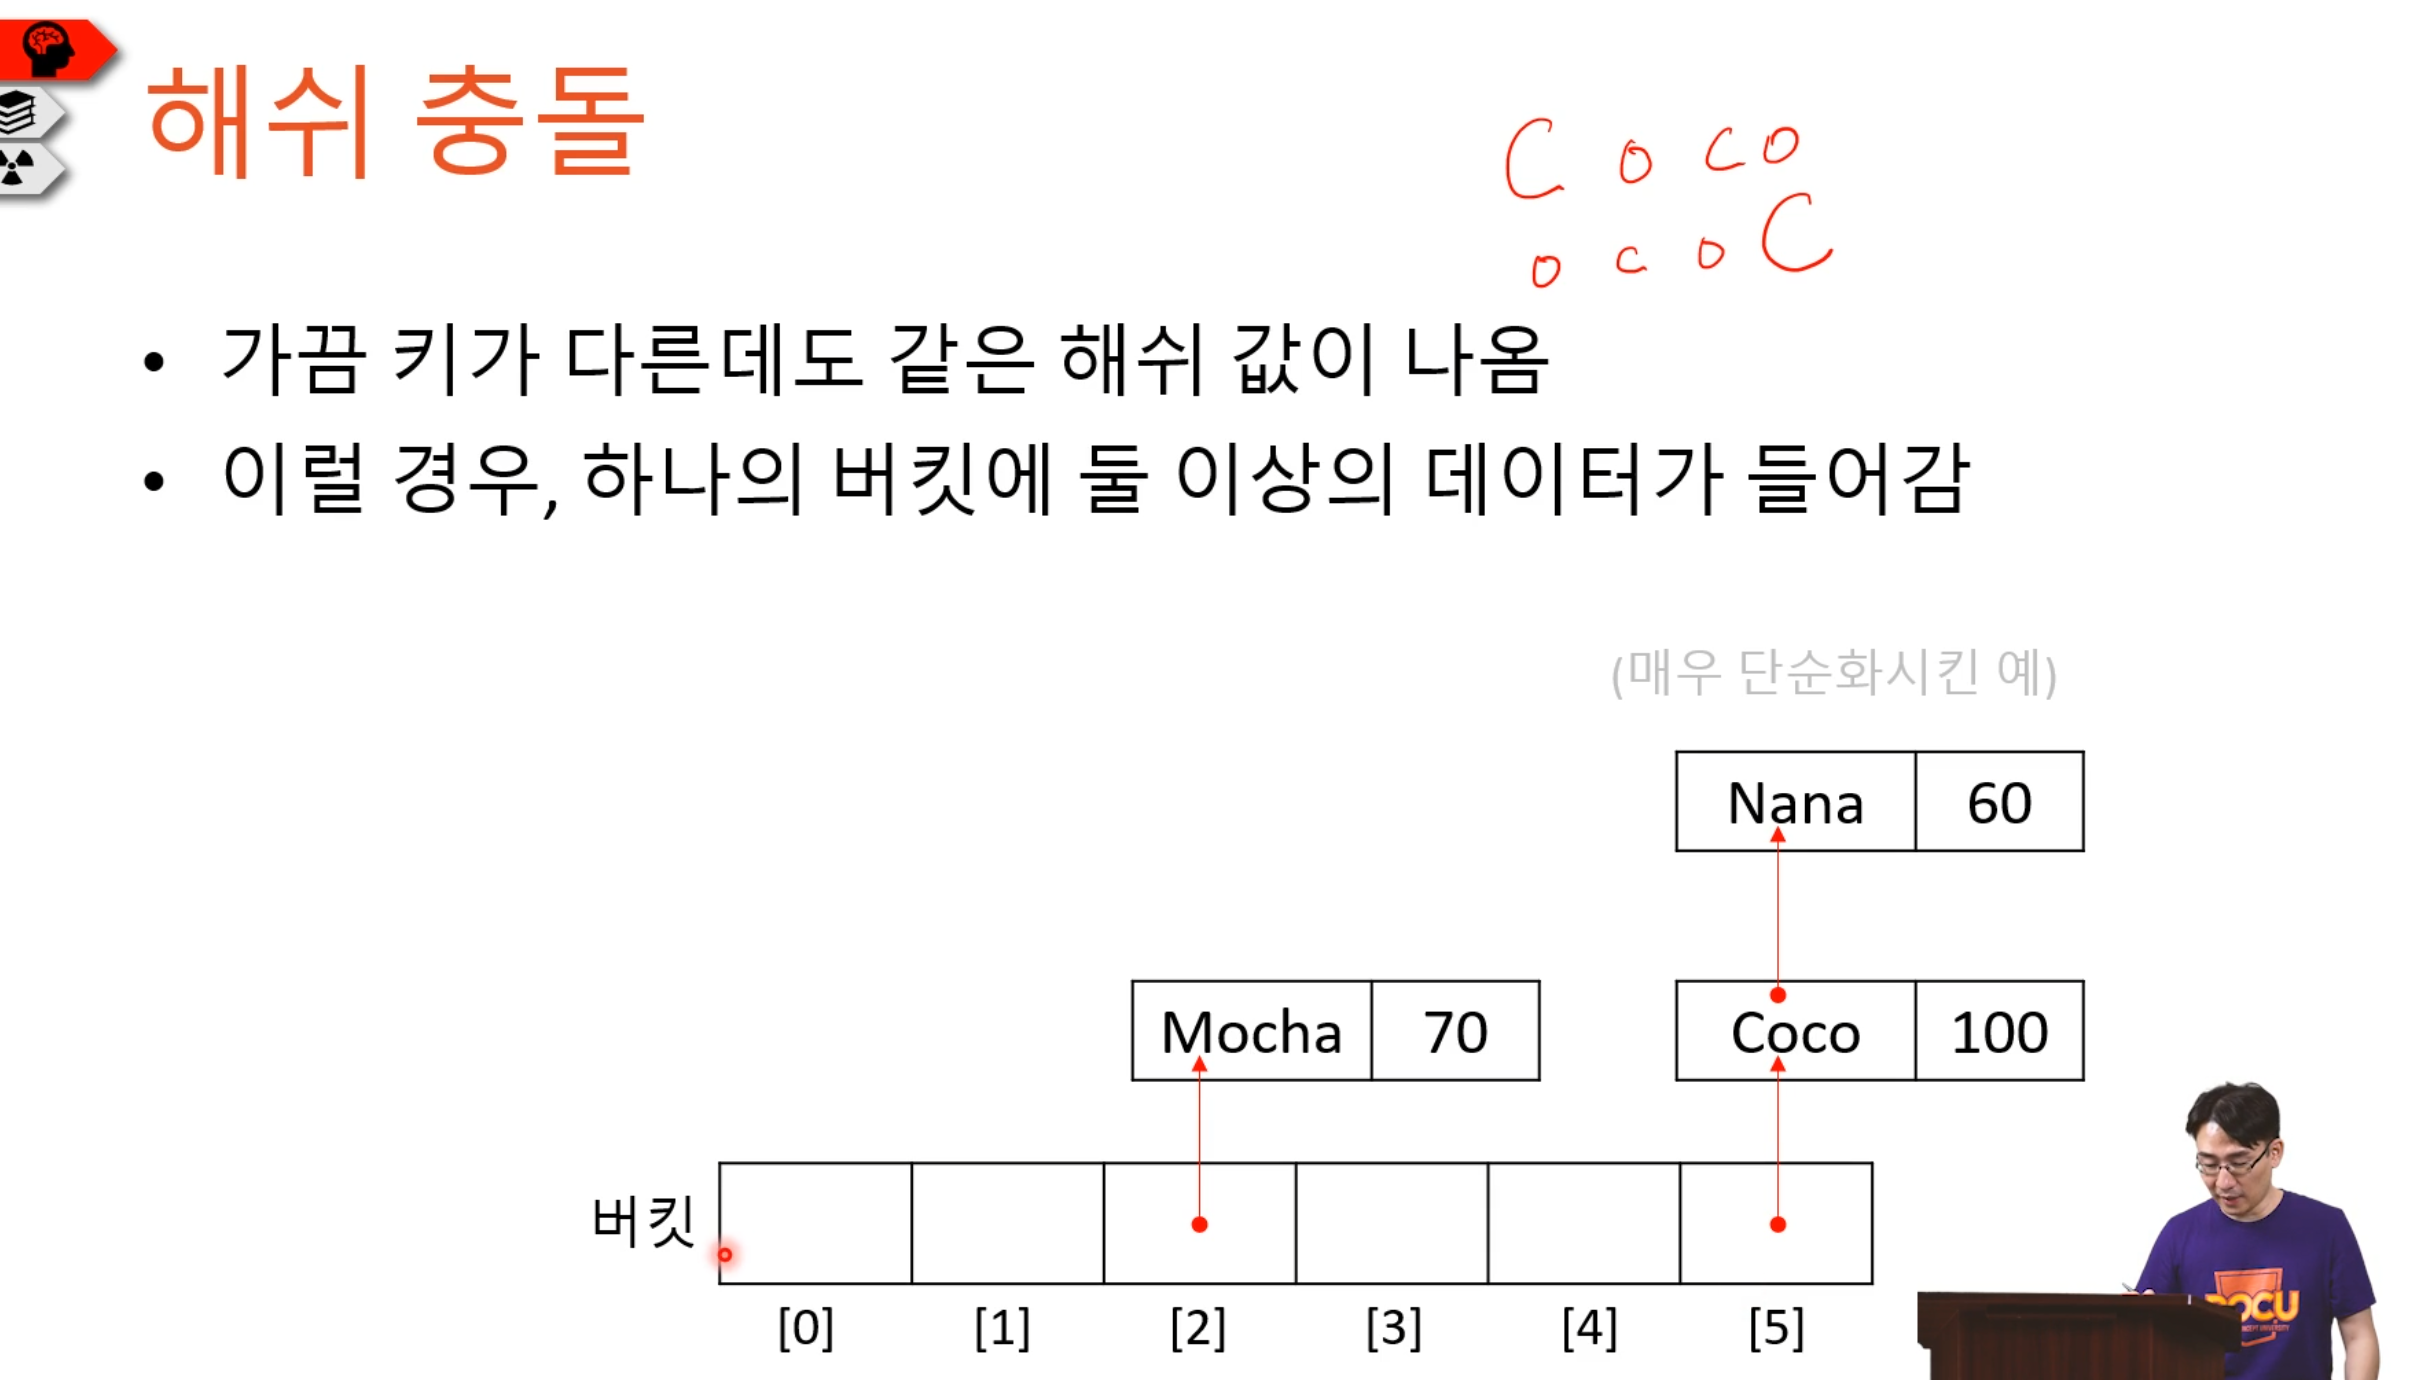 해쉬 충돌
C o c o
o c o C
• 가끔 키가 다른데도 같은 해쉬 값이 나옴
• 이럴 경우, 하나의 버킷에 둘 이상의 데이터가 들어감
(매우 단순화시킨 예)
Nana 60
Mocha 70 Coco 100
버킷
[0] [1] [2] [3] [4] [5]